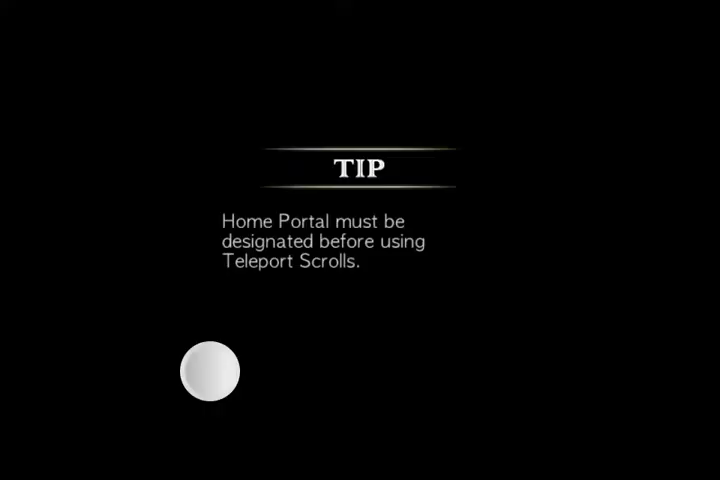 TIP
Home Portal must be
designated before using
Teleport Scrolls.